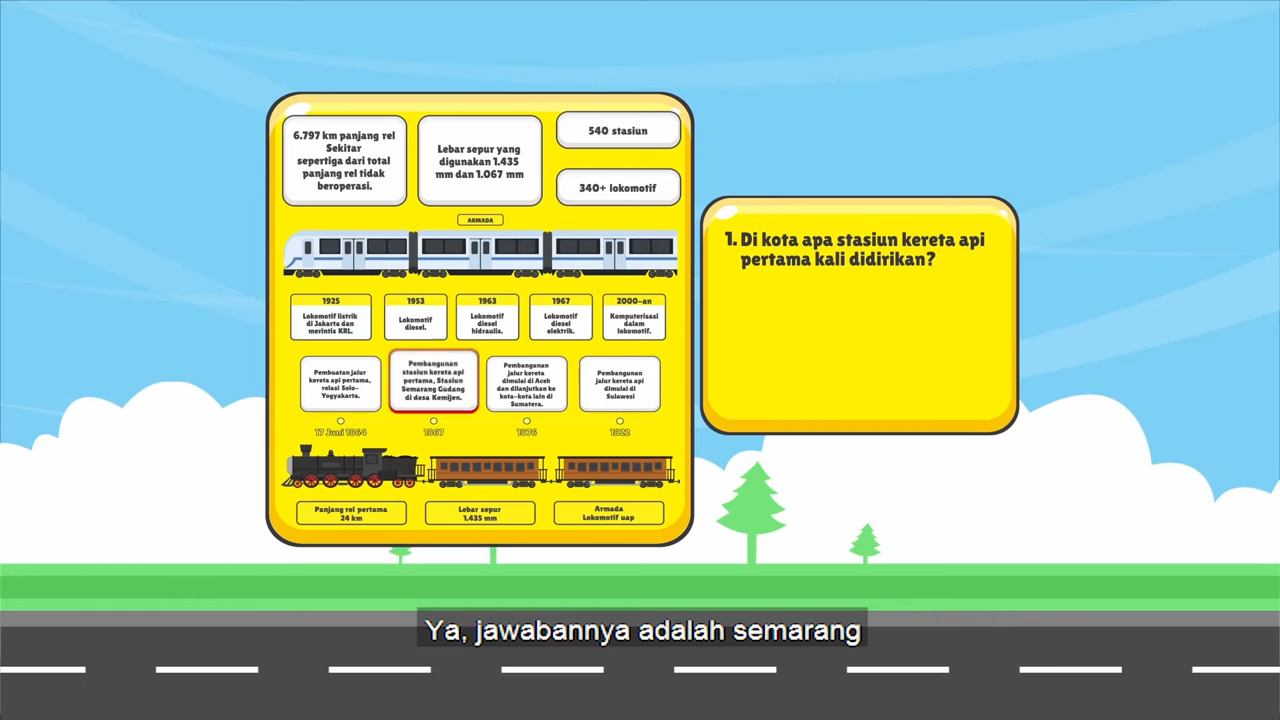 6.797 km panjang rel
Sekitar
sepertiga dari total
panjang rel tidak
beroperasi.
Lebar sepur yang
digunakan 1.435
mm dan 1.067 mm
540 stasiun
340+ lokomotif
ARMADA
1925
Lokomotif listrik
di Jakarta dan
merintis KRL.
1953
Lokomotif
diesel.
1963
Lokomotif
diesel
hidraulis.
1967
Lokomotif
diesel
elektrik.
2000-an
Komputerisasi
dalam
lokomotif.
Pembuatan jalur
kereta api pertama,
relasi Solo-
Yogyakarta.
Pembangunan
stasiun kereta api
pertama, Stasiun
Semarang Gudang
di desa Kemijen.
Pembangunan
jalur kereta
dimulai di Aceh
dan dilanjutkan ke
kota-kota lain di
Sumatera.
Pembangunan
jalur kereta api
dimulai di
Sulawesi
17 Juni 1864
1867
1876
1822
Panjang rel pertama
24 km
Lebar sepur
1.435 mm
Armada
Lokomotif uap
1. Di kota apa stasiun kereta api
pertama kali didirikan?
Ya, jawabannya adalah semarang